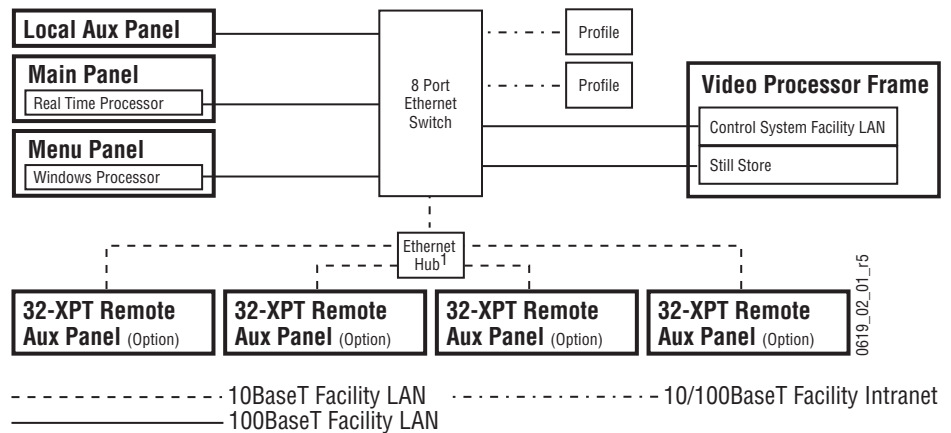 Local Aux Panel
Main Panel
Real Time Processor
Menu Panel
Windows Processor
8 Port
Ethernet
Switch
Profile
Profile
Video Processor Frame
Control System Facility LAN
Still Store
Ethernet
Hub1
32-XPT Remote
Aux Panel (Option)
32-XPT Remote
Aux Panel (Option)
32-XPT Remote
Aux Panel (Option)
32-XPT Remote
Aux Panel (Option)
0619_02_01_r5
10BaseT Facility LAN
10/100BaseT Facility Intranet
100BaseT Facility LAN